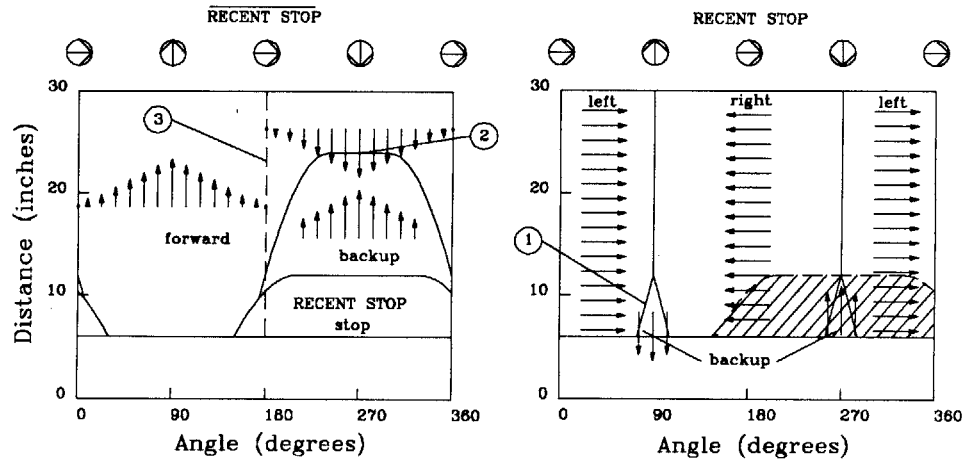 RECENT STOP
30
20
10
0
Distance (inches)
3
2
forward
backup
RECENT STOP
stop
0
90
180
270
360
Angle (degrees)
RECENT STOP
30
20
10
0
left
right
left
1
backup
0
90
180
270
360
Angle (degrees)